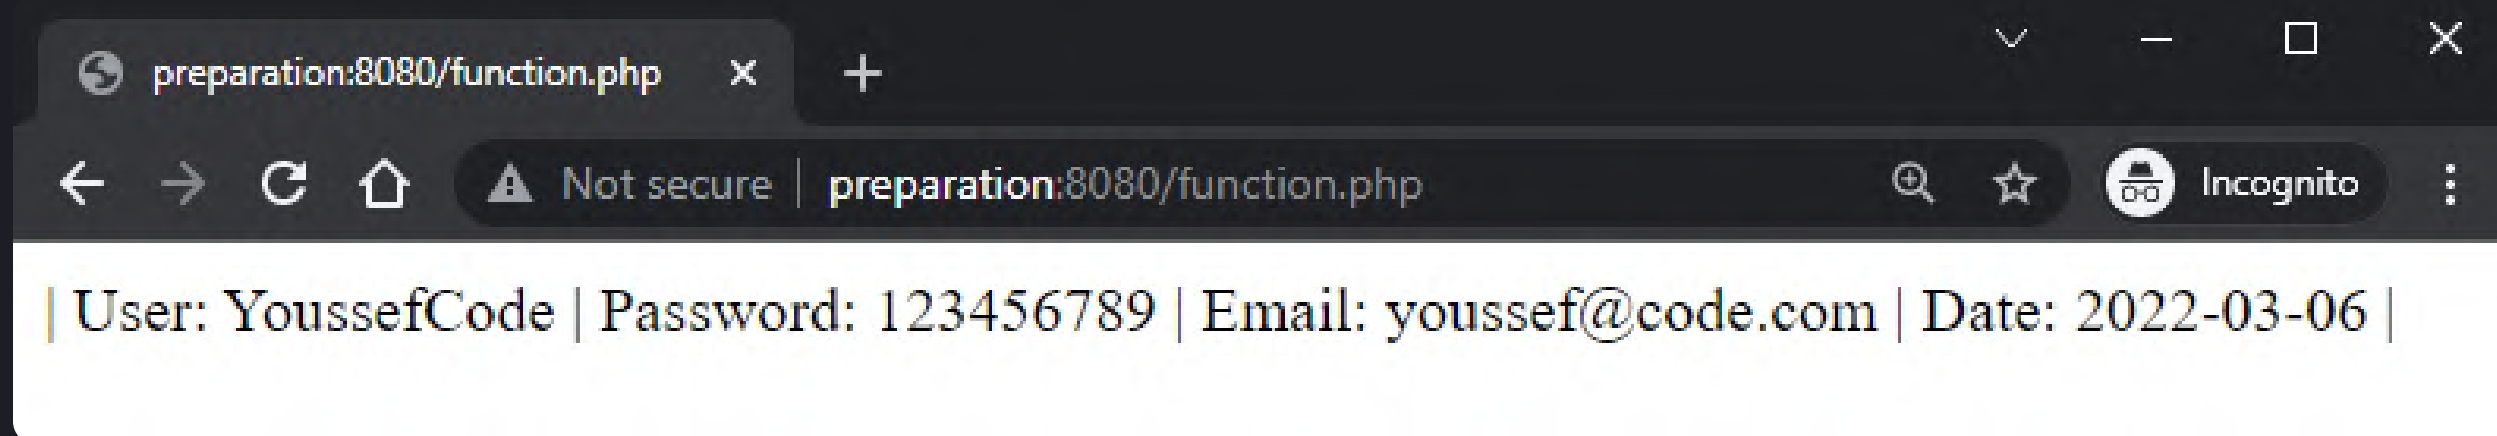 preparation:8080/function.php
Not secure | preparation:8080/function.php Incognito
| User: YoussefCode | Password: 123456789 | Email: youssef@code.com | Date: 2022-03-06 |